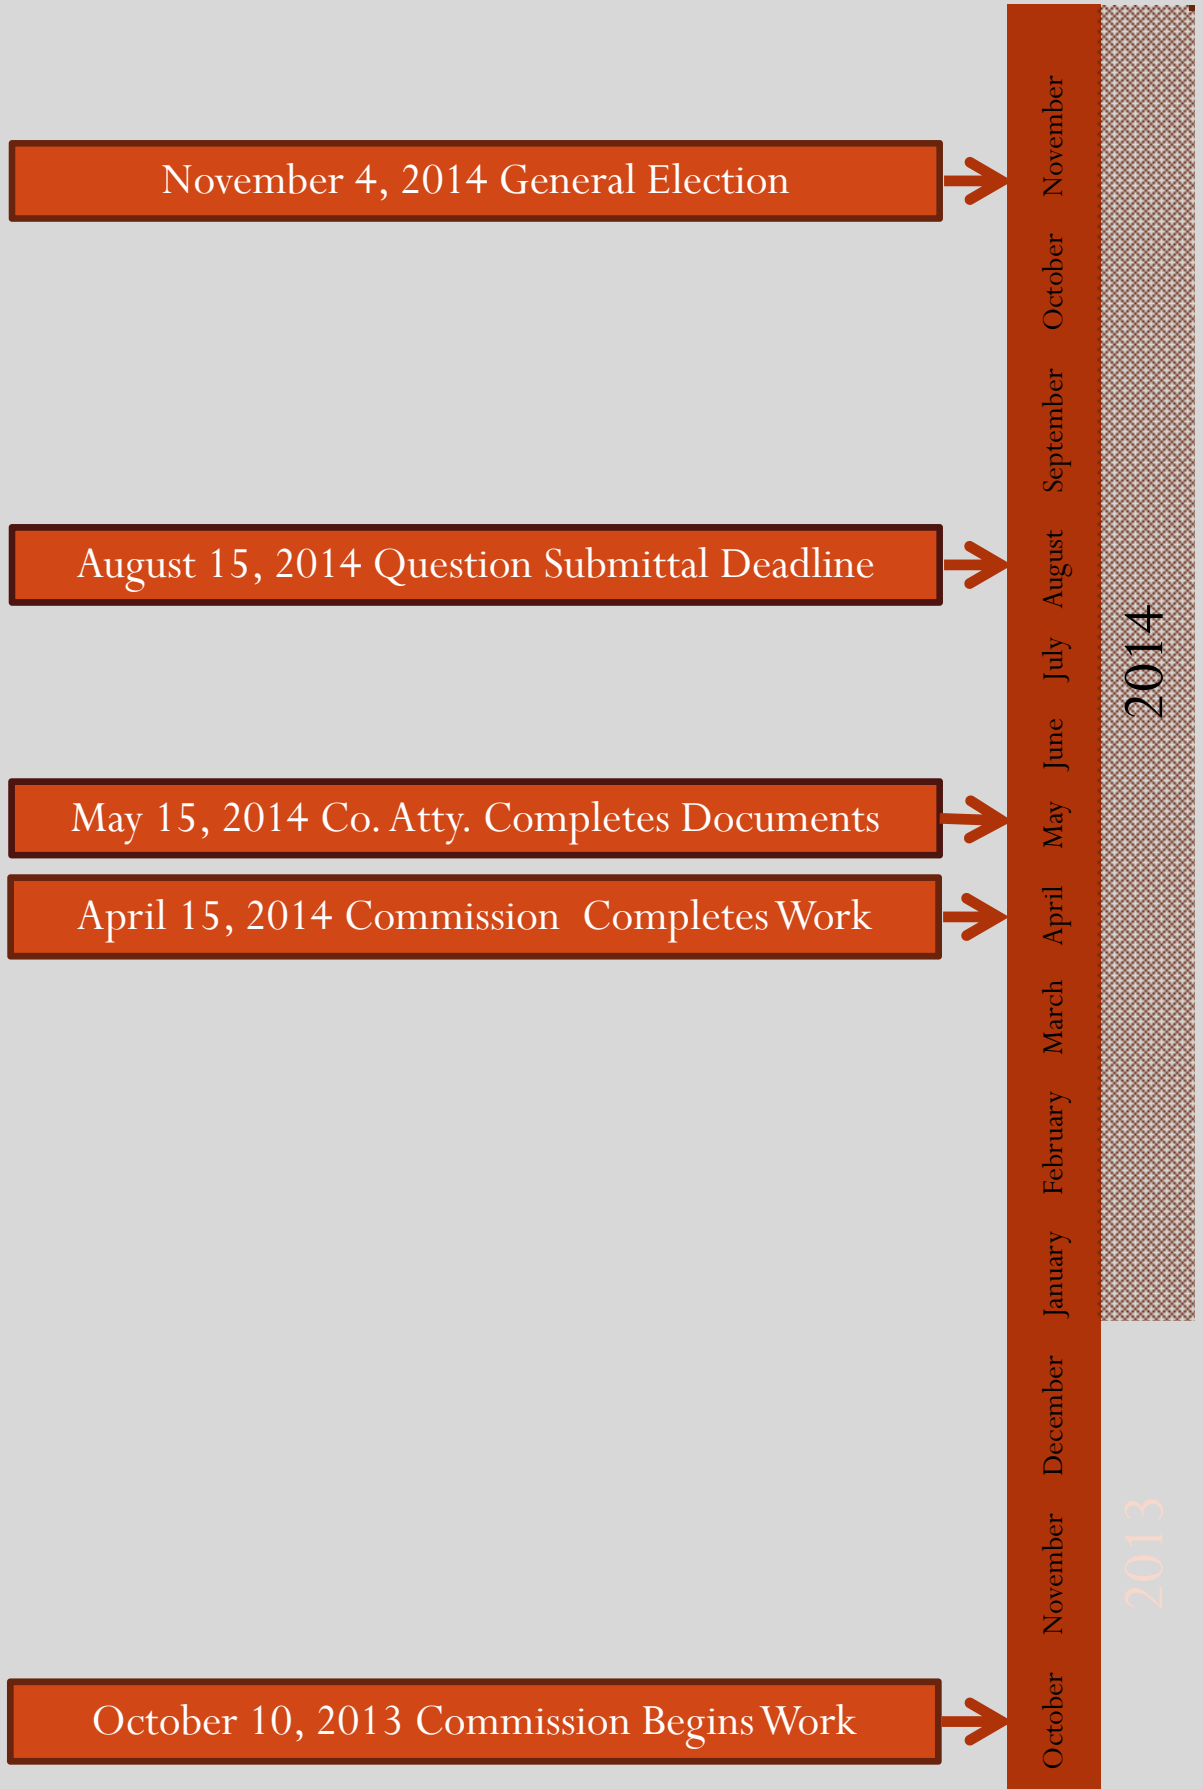 November 4, 2014 General Election
August 15, 2014 Question Submittal Deadline
May 15, 2014 Co. Atty. Completes Documents
April 15, 2014 Commission Completes Work
October 10, 2013 Commission Begins Work
November
October
September
August
July
June
May
April
March
February
January
December
November
October
2014
2013